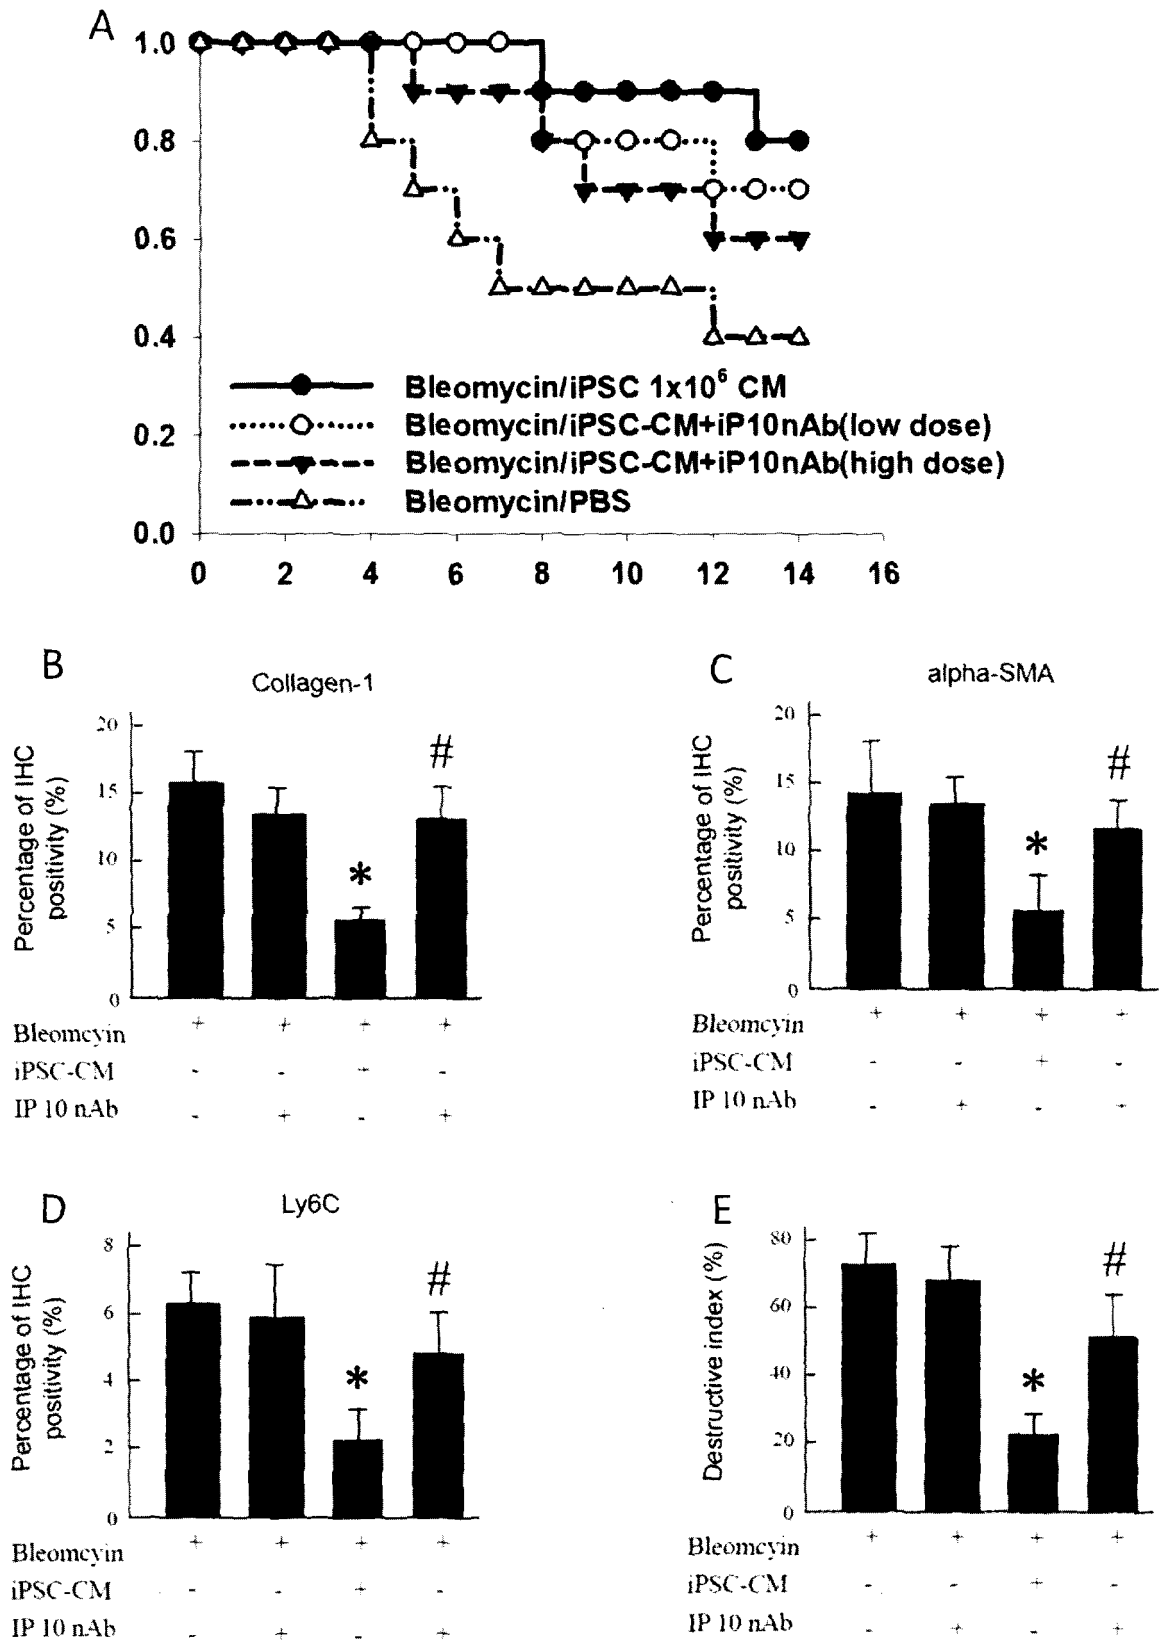 A
1.0
0.8
0.6
0.4
0.2
0.0
Bleomycin/iPSC 1x10⁶ CM
Bleomycin/iPSC-CM+iP10nAb(low dose)
Bleomycin/iPSC-CM+iP10nAb(high dose)
Bleomycin/PBS
0 2 4 6 8 10 12 14 16
B
Collagen-1
Percentage of IHC
positivity (%)
20
15
10
5
0
*
#
Bleomcyin + + + +
iPSC-CM - - + -
IP 10 nAb - + - +
C
alpha-SMA
Percentage of IHC
positivity (%)
20
15
10
5
0
*
#
Bleomcyin + + + +
iPSC-CM - - + -
IP 10 nAb - + - +
D
Ly6C
Percentage of IHC
positivity (%)
8
6
4
2
0
*
#
Bleomcyin + + + +
iPSC-CM - - + -
IP 10 nAb - + - +
E
Destructive index (%)
80
60
40
20
0
*
#
Bleomcyin + + + +
iPSC-CM - - + -
IP 10 nAb - + - +